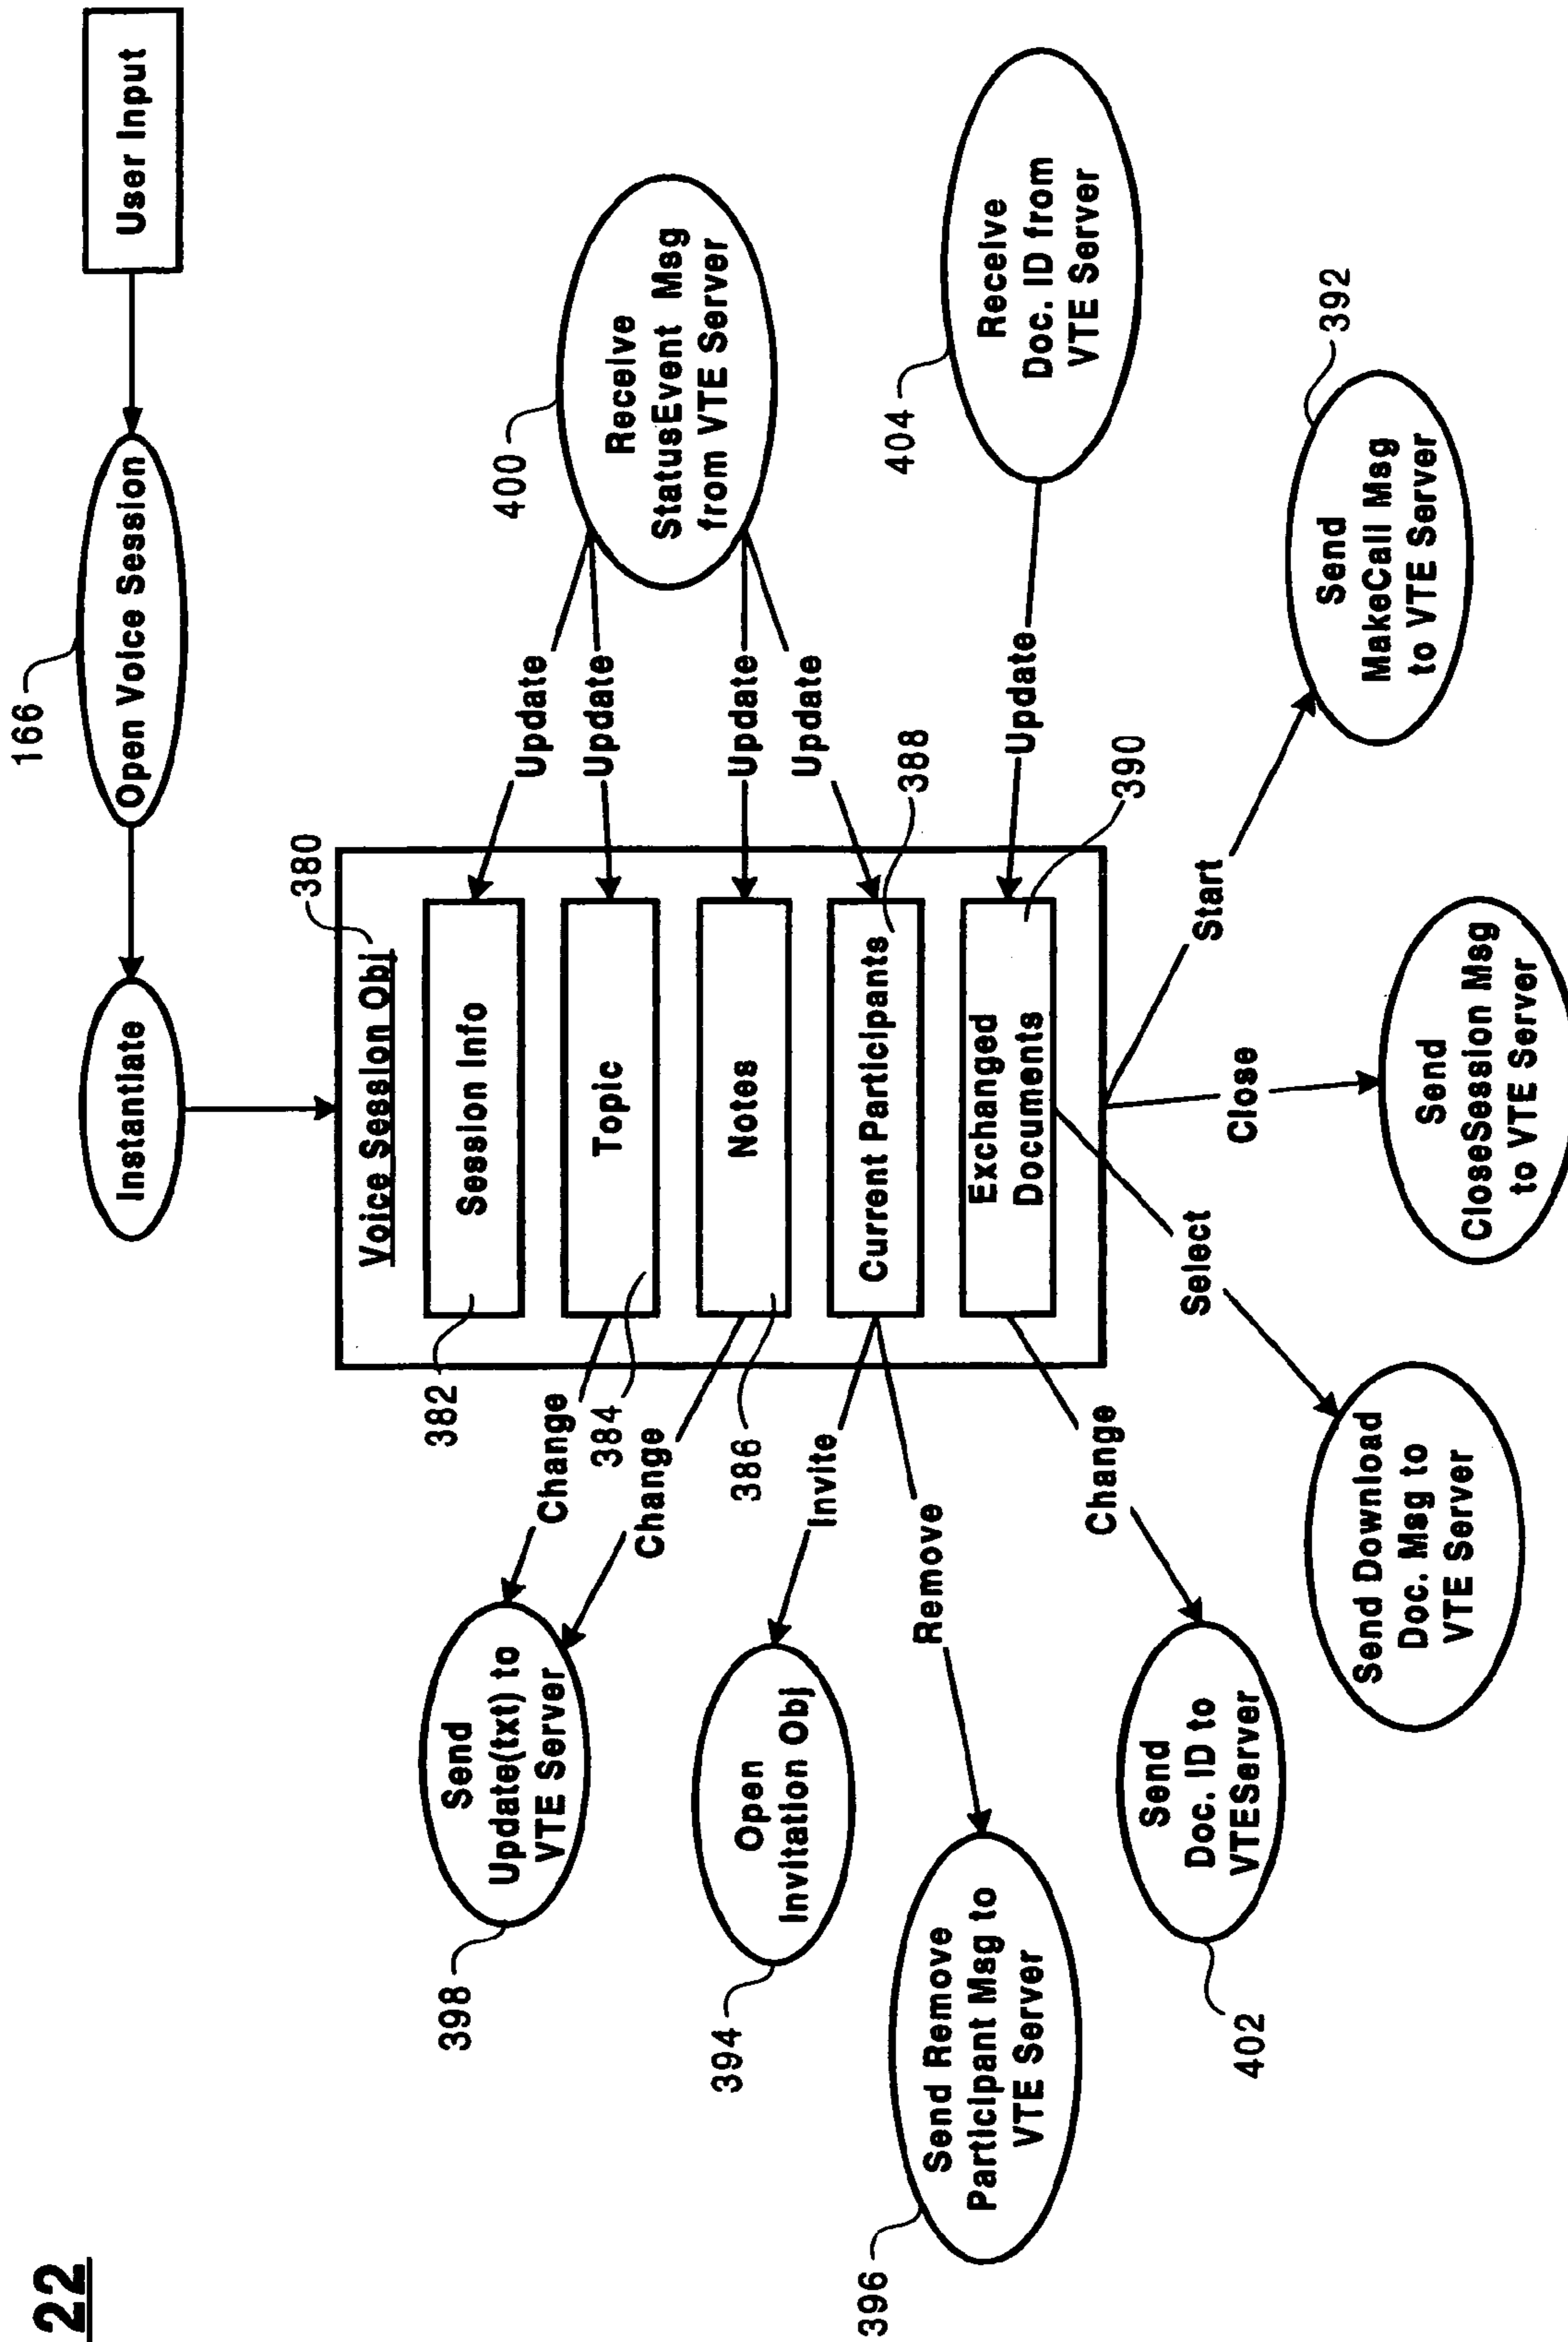 22
166
User Input
Open Voice Session
Instantiate
380
Voice Session Obj
382
Session Info
384
Topic
386
Notes
388
Current Participants
390
Exchanged
Documents
Update
Update
Update
Update
Update
400
Receive
StatusEvent Msg
from VTE Server
404
Receive
Doc. ID from
VTE Server
Change
Change
398
Send
Update(txt) to
VTE Server
Invite
394
Open
Invitation Obj
Remove
396
Send Remove
Participant Msg to
VTE Server
Change
402
Send
Doc. ID to
VTEServer
Select
Send Download
Doc. Msg to
VTE Server
Close
Send
CloseSession Msg
to VTE Server
Start
392
Send
MakeCall Msg
to VTE Server